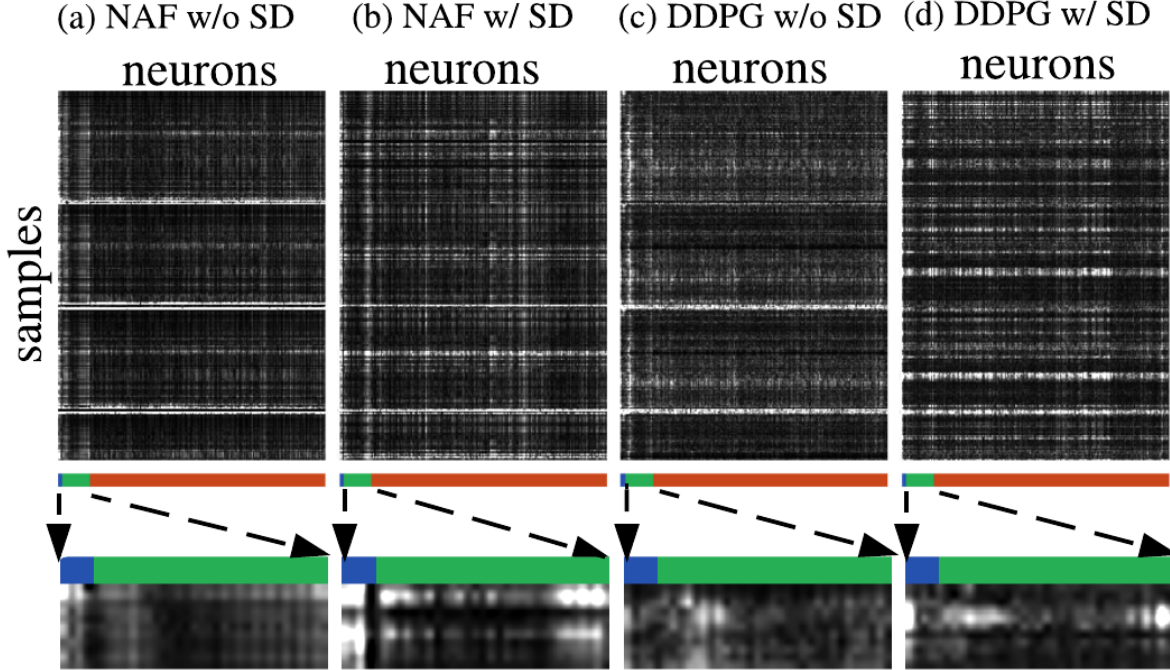 (a) NAF w/o SD
(b) NAF w/ SD
(c) DDPG w/o SD
(d) DDPG w/ SD
neurons
neurons
neurons
neurons
samples